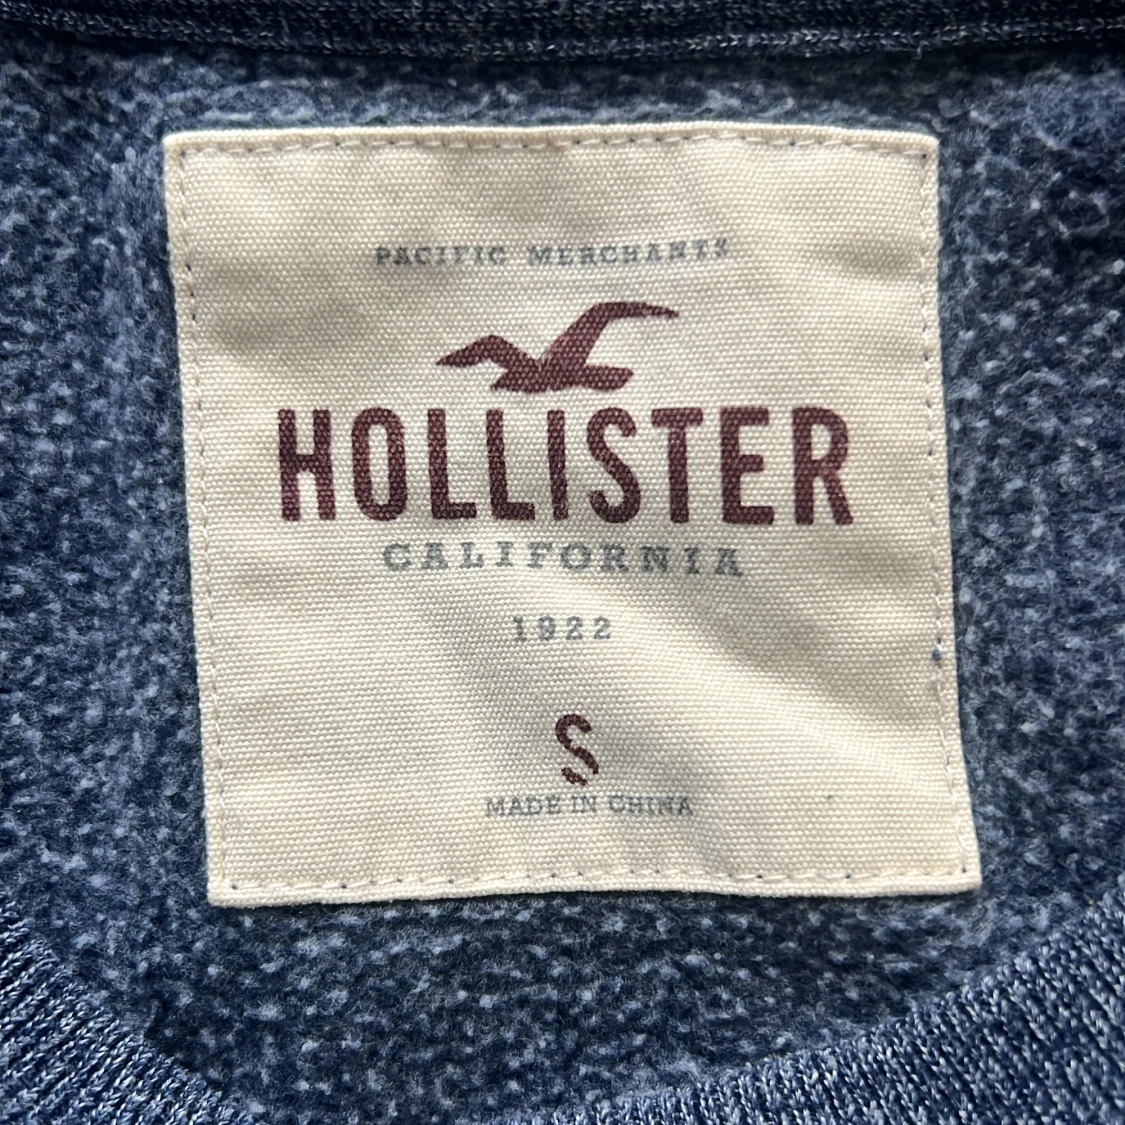 PACIFIC MERCHANTS
HOLLISTER
CALIFORNIA
1922
S
MADE IN CHINA